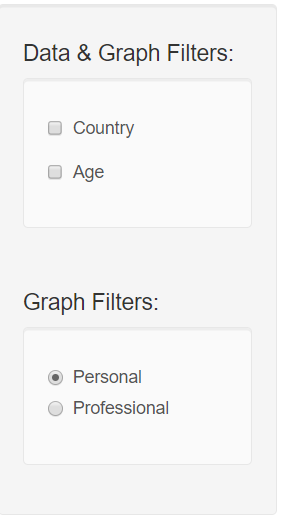 Data & Graph Filters:
Country
Age
Graph Filters:
Personal
Professional